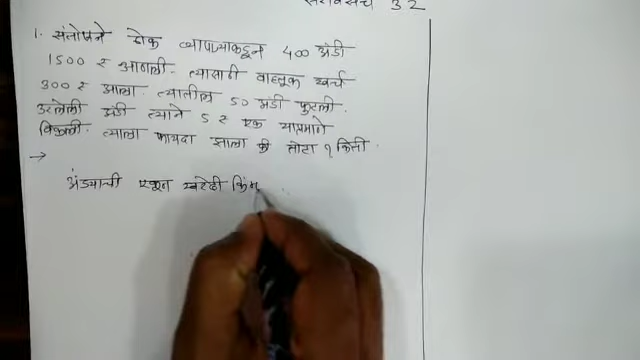 सरावसंच 32
1. संतोषने ठोक व्यापाऱ्याकडून 400 अंडी
1500 ₹ आणली. त्यासाठी वाहतूक खर्च
300 ₹ आला. त्यातील 50 अंडी फुटली.
उरलेली अंडी त्याने 5 ₹ एक याप्रमाणे
विकली. त्याला फायदा झाला की तोटा ? किती
→
अंड्याची एकूण खरेदी किंम